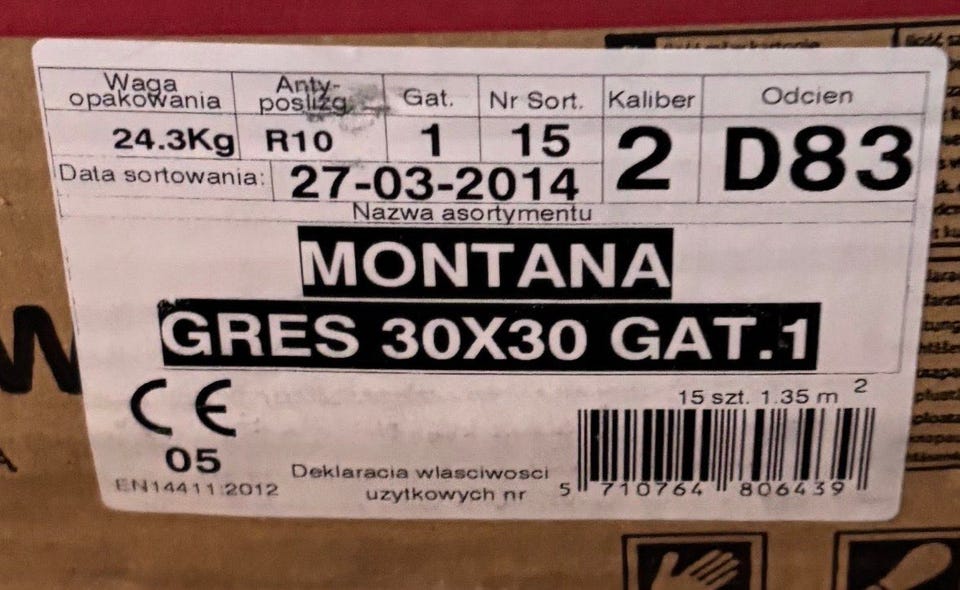 Waga opakowania
Anty-poślizg.
Gat.
Nr Sort.
Kaliber
Odcien
24.3Kg
R10
1
15
2
D83
Data sortowania:
27-03-2014
Nazwa asortymentu
MONTANA
GRES 30X30 GAT.1
15 szt. 1.35 m 2
CE
05
EN14411:2012
Deklaracia wlasciwosci
uzytkowych nr
5 710764 806439